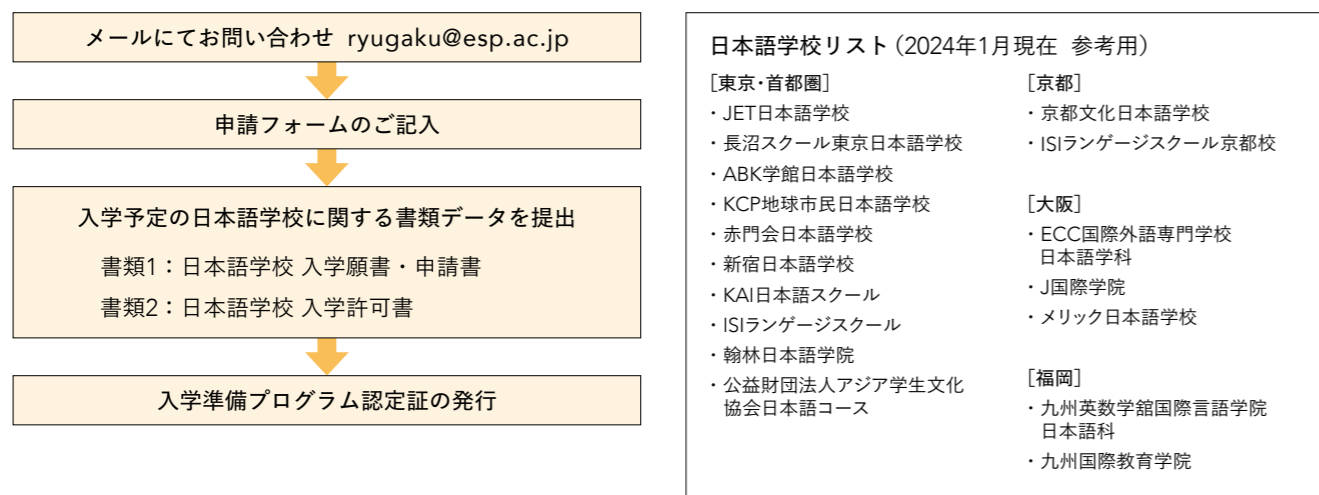 メールにてお問い合わせ ryugaku@esp.ac.jp
申請フォームのご記入
入学予定の日本語学校に関する書類データを提出
書類1：日本語学校 入学願書・申請書
書類2：日本語学校 入学許可書
入学準備プログラム認定証の発行
日本語学校リスト（2024年1月現在 参考用）
［東京・首都圏］
・JET日本語学校
・長沼スクール東京日本語学校
・ABK学館日本語学校
・KCP地球市民日本語学校
・赤門会日本語学校
・新宿日本語学校
・KAI日本語スクール
・ISIランゲージスクール
・翰林日本語学院
・公益財団法人アジア学生文化
協会日本語コース
［京都］
・京都文化日本語学校
・ISIランゲージスクール京都校
［大阪］
・ECC国際外語専門学校
日本語学科
・J国際学院
・メリック日本語学校
［福岡］
・九州英数学舘国際言語学院
日本語科
・九州国際教育学院